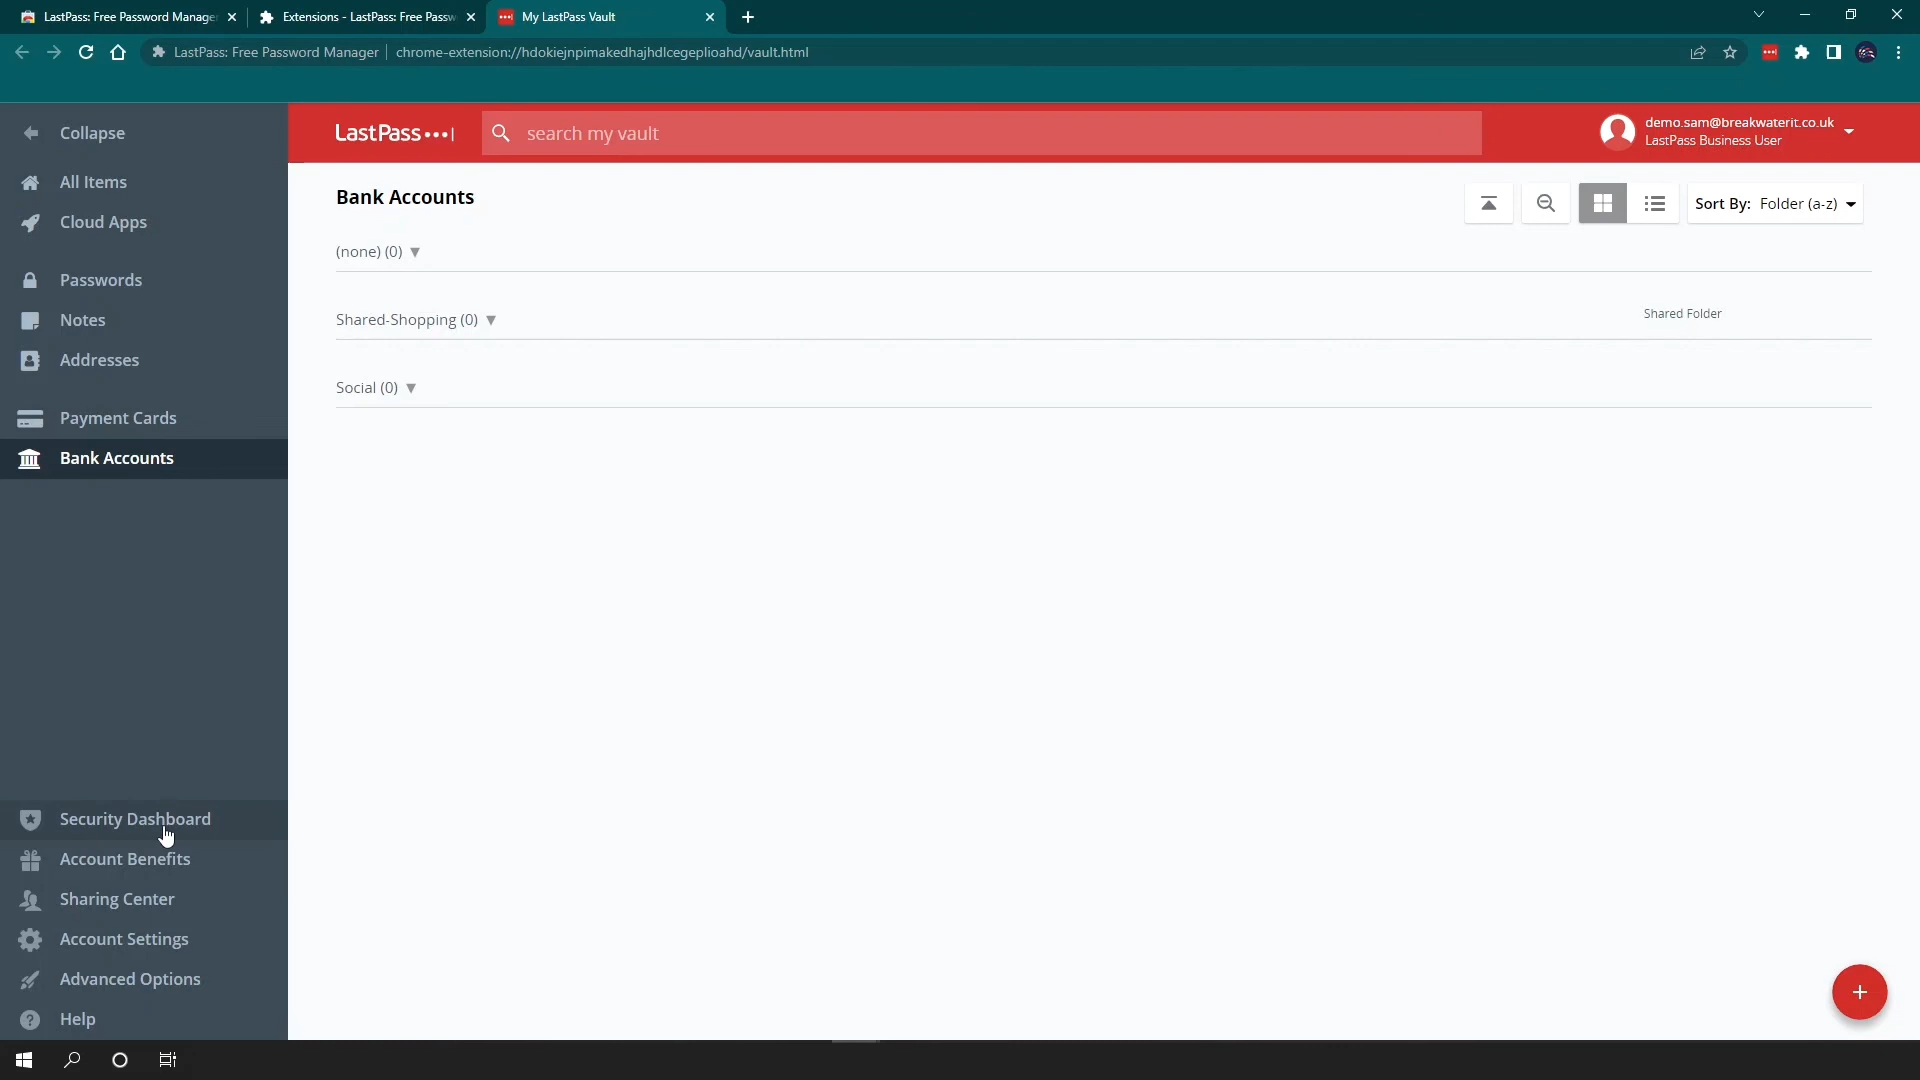 LastPass: Free Password Manage
Extensions - LastPass: Free Passw
My LastPass Vault
LastPass: Free Password Manager
chrome-extension://hdokiejnpimakedhajhdlcegeplioahd/vault.html
Collapse
All Items
Cloud Apps
Passwords
Notes
Addresses
Payment Cards
Bank Accounts
Security Dashboard
Account Benefits
Sharing Center
Account Settings
Advanced Options
Help
LastPass
search my vault
demo.sam@breakwaterit.co.uk
LastPass Business User
Bank Accounts
Sort By: Folder (a-z)
(none) (0)
Shared-Shopping (0)
Shared Folder
Social (0)